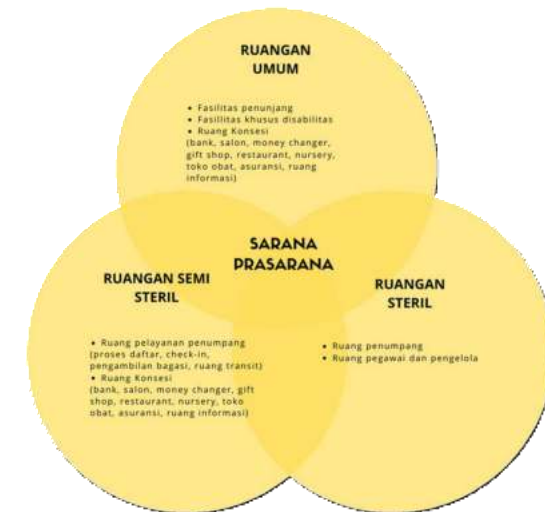 RUANGAN
UMUM
• Fasilitas penunjang
• Fasillitas khusus disabilitas
• Ruang Konsesi
(bank, salon, money changer,
gift shop, restaurant, nursery,
toko obat, asuransi, ruang
informasi)
SARANA
PRASARANA
RUANGAN SEMI
STERIL
• Ruang pelayanan penumpang
(proses daftar, check-in,
pengambilan bagasi, ruang transit)
• Ruang Konsesi
(bank, salon, money changer, gift
shop, restaurant, nursery, toko
obat, asuransi, ruang informasi)
RUANGAN
STERIL
• Ruang penumpang
• Ruang pegawai dan pengelola